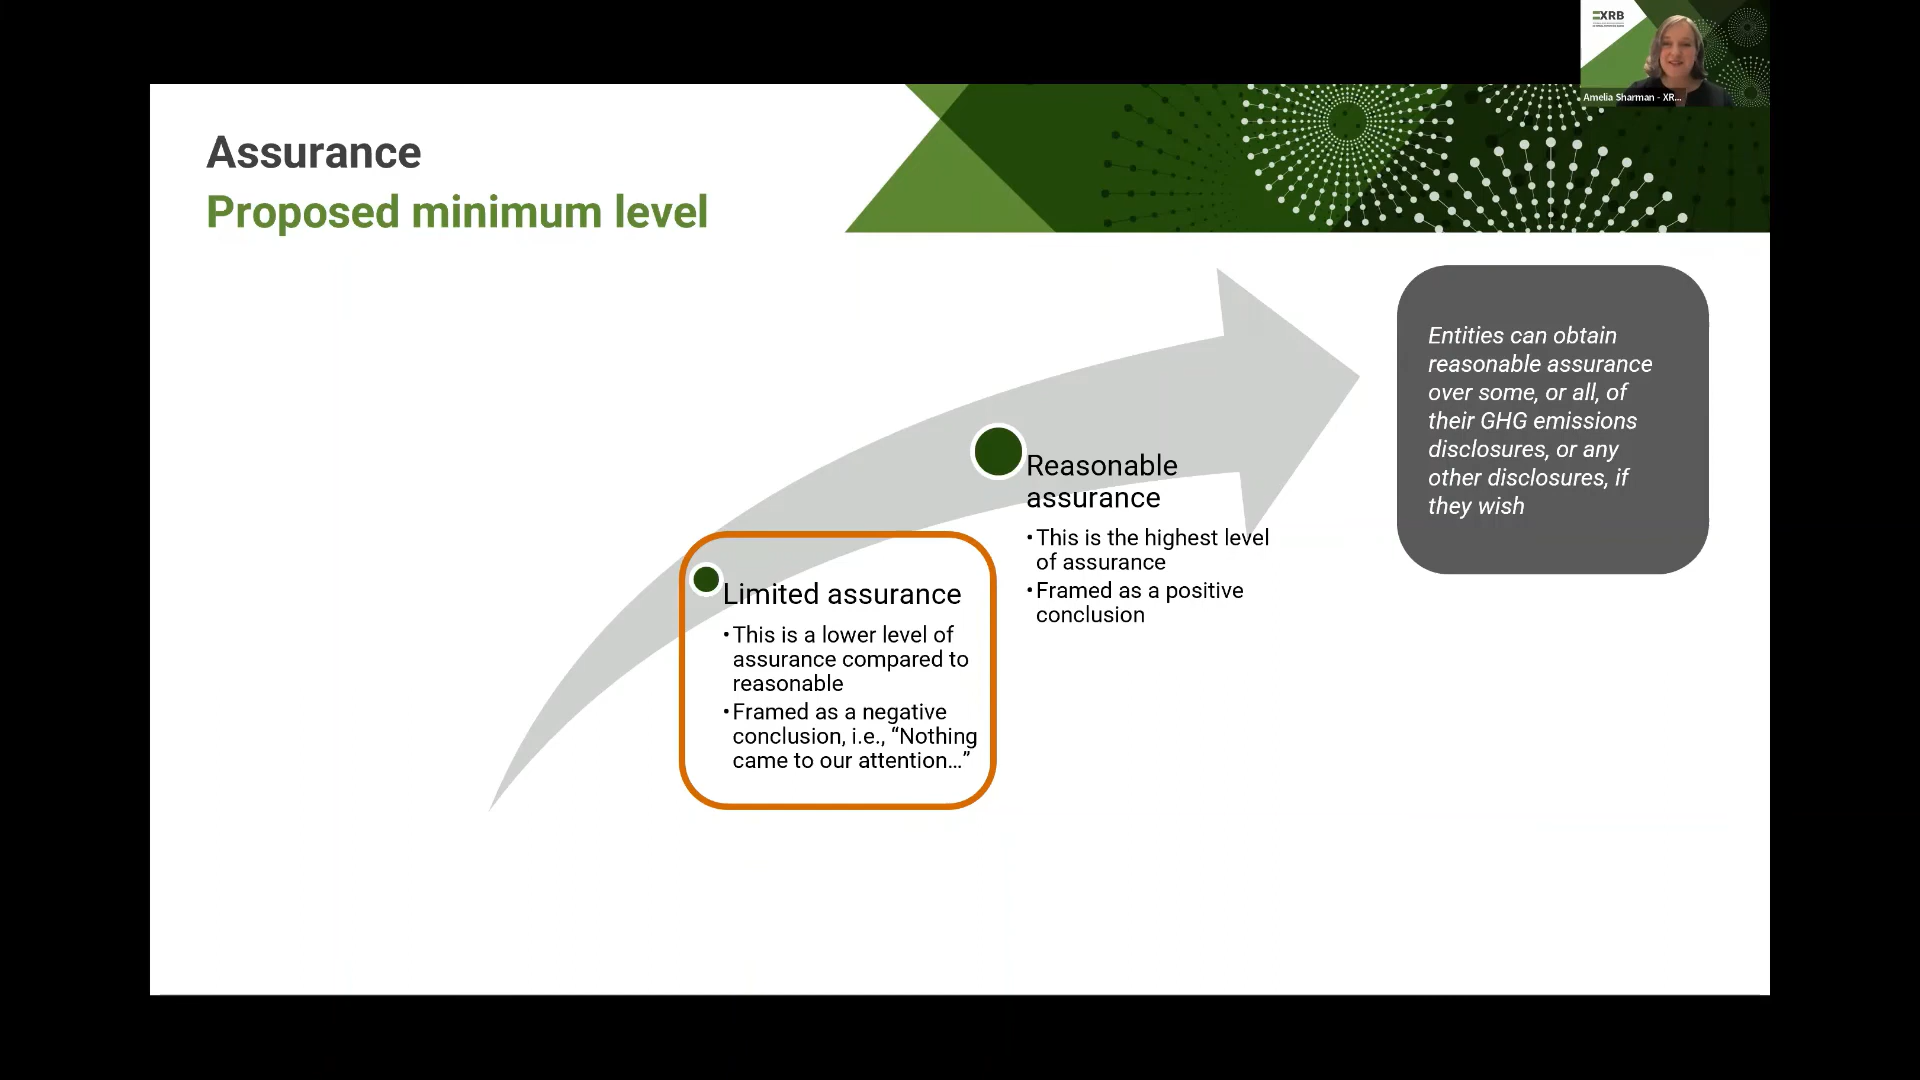 XRB
Amelia Sharman - XR...
Assurance
Proposed minimum level
Entities can obtain
reasonable assurance
over some, or all, of
their GHG emissions
disclosures, or any
other disclosures, if
they wish
Reasonable
assurance
•This is the highest level
of assurance
•Framed as a positive
conclusion
Limited assurance
•This is a lower level of
assurance compared to
reasonable
•Framed as a negative
conclusion, i.e., “Nothing
came to our attention...”